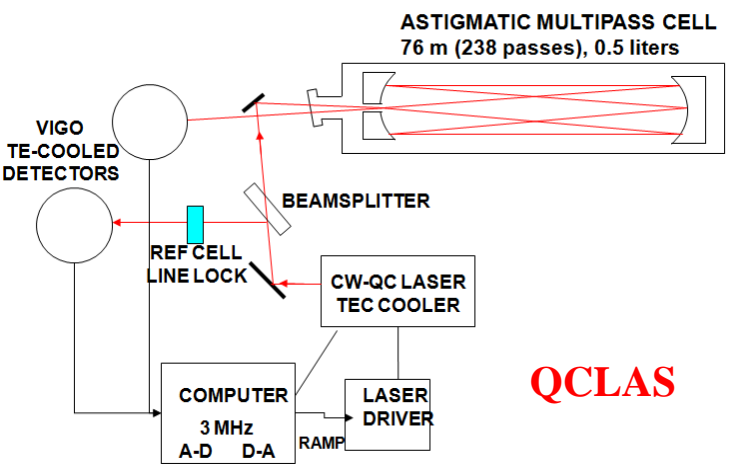 ASTIGMATIC MULTIPASS CELL
76 m (238 passes), 0.5 liters
VIGO
TE-COOLED
DETECTORS
BEAMSPLITTER
REF CELL
LINE LOCK
CW-QC LASER
TEC COOLER
QCLAS
COMPUTER
3 MHz
A-D D-A
RAMP
LASER
DRIVER